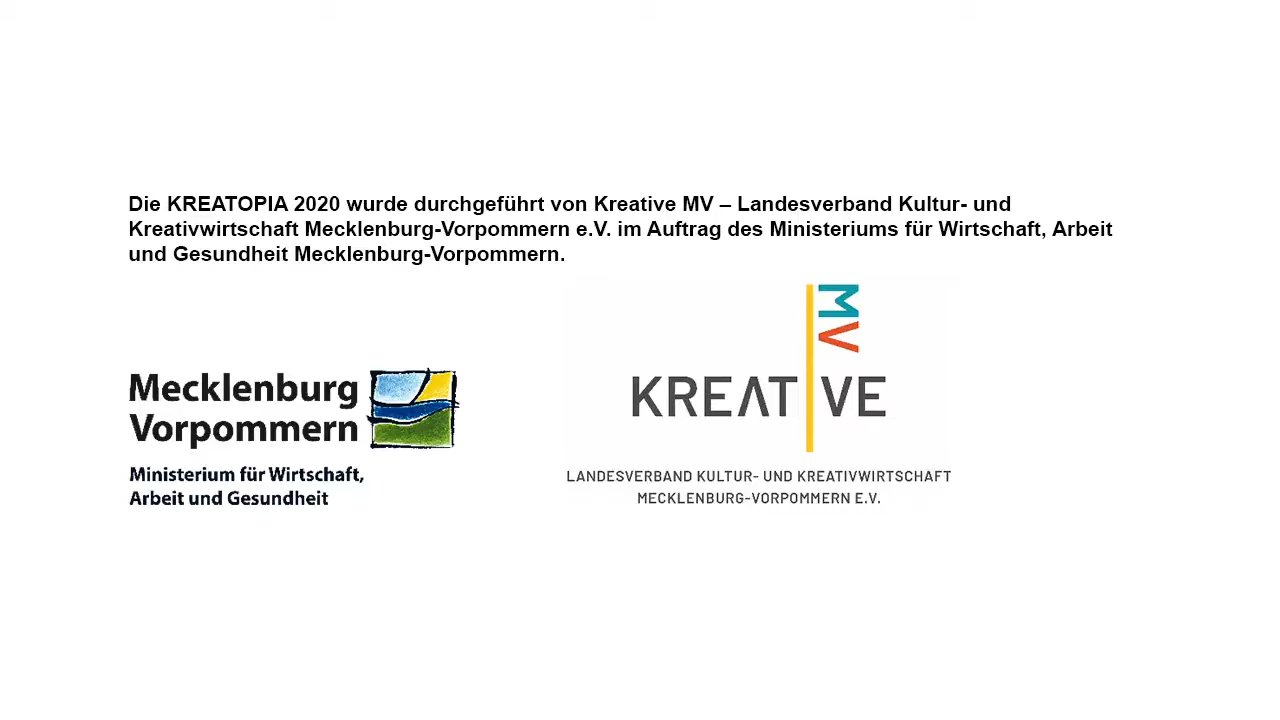 Die KREATOPIA 2020 wurde durchgeführt von Kreative MV – Landesverband Kultur- und
Kreativwirtschaft Mecklenburg-Vorpommern e.V. im Auftrag des Ministeriums für Wirtschaft, Arbeit
und Gesundheit Mecklenburg-Vorpommern.
Mecklenburg
Vorpommern
Ministerium für Wirtschaft,
Arbeit und Gesundheit
MV
KREATIVE
LANDESVERBAND KULTUR- UND KREATIVWIRTSCHAFT
MECKLENBURG-VORPOMMERN E.V.